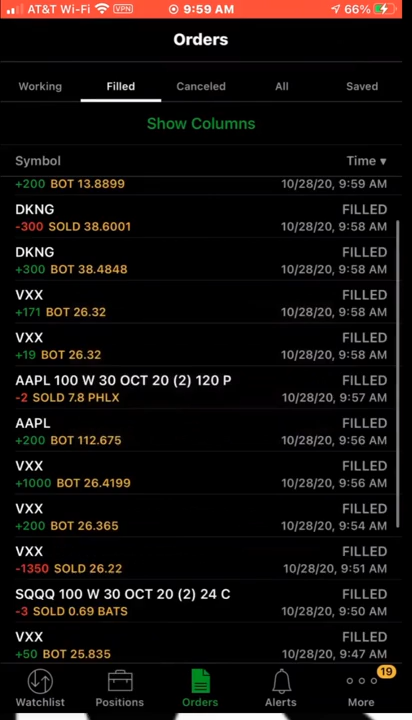 AT&T Wi-Fi VPN 9:59 AM 66%
Orders
Working Filled Canceled All Saved
Show Columns
Symbol Time ▾
+200 BOT 13.8899 10/28/20, 9:59 AM
DKNG FILLED
-300 SOLD 38.6001 10/28/20, 9:58 AM
DKNG FILLED
+300 BOT 38.4848 10/28/20, 9:58 AM
VXX FILLED
+171 BOT 26.32 10/28/20, 9:58 AM
VXX FILLED
+19 BOT 26.32 10/28/20, 9:58 AM
AAPL 100 W 30 OCT 20 (2) 120 P FILLED
-2 SOLD 7.8 PHLX 10/28/20, 9:57 AM
AAPL FILLED
+200 BOT 112.675 10/28/20, 9:56 AM
VXX FILLED
+1000 BOT 26.4199 10/28/20, 9:56 AM
VXX FILLED
+200 BOT 26.365 10/28/20, 9:54 AM
VXX FILLED
-1350 SOLD 26.22 10/28/20, 9:51 AM
SQQQ 100 W 30 OCT 20 (2) 24 C FILLED
-3 SOLD 0.69 BATS 10/28/20, 9:50 AM
VXX FILLED
+50 BOT 25.835 10/28/20, 9:47 AM
19
Watchlist Positions Orders Alerts More